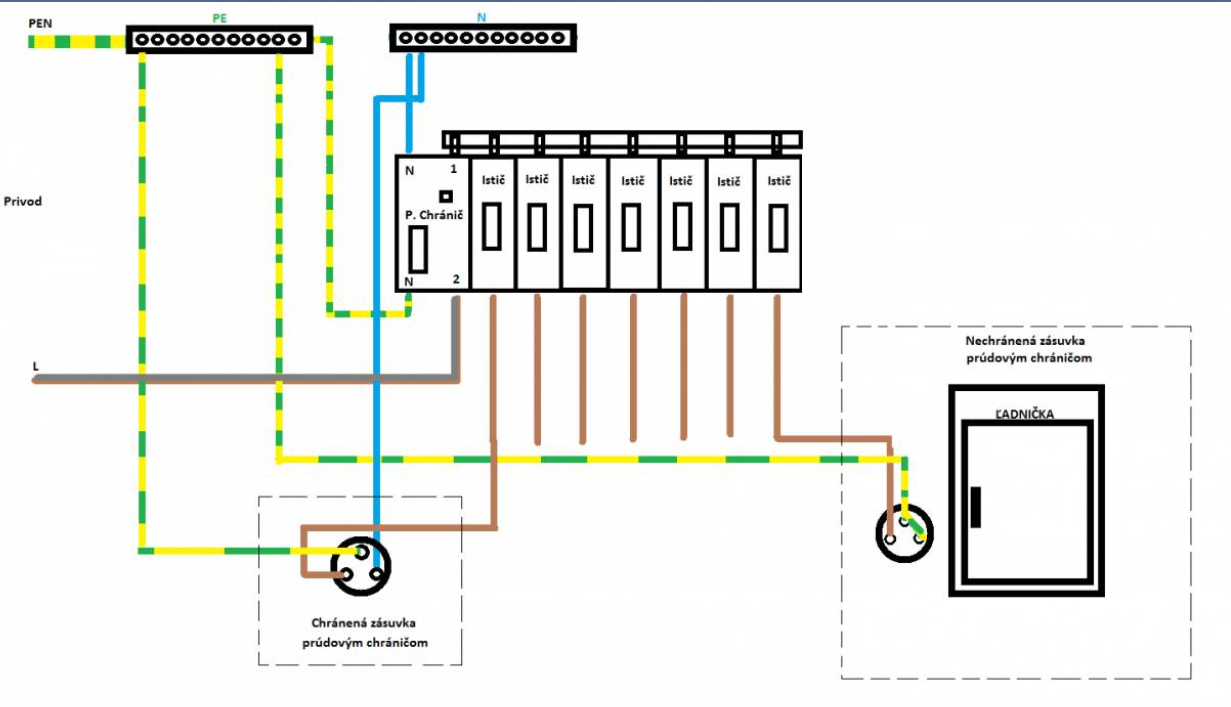 PEN
PE
N
N
1
Istič
Istič
Istič
Istič
Istič
Istič
Istič
Privod
P. Chránič
N
2
L
Nechránená zásuvka
prúdovým chráničom
ĽADNIČKA
Chránená zásuvka
prúdovým chráničom